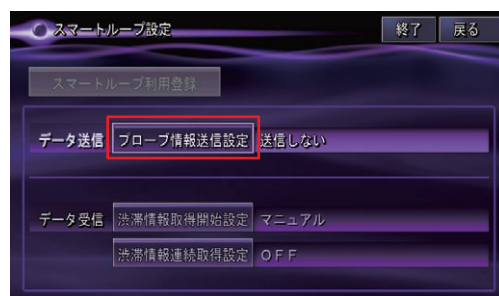 スマートループ設定 終了 戻る
スマートループ利用登録
データ送信 プローブ情報送信設定 送信しない
データ受信 渋滞情報取得開始設定 マニュアル
渋滞情報連続取得設定 OFF